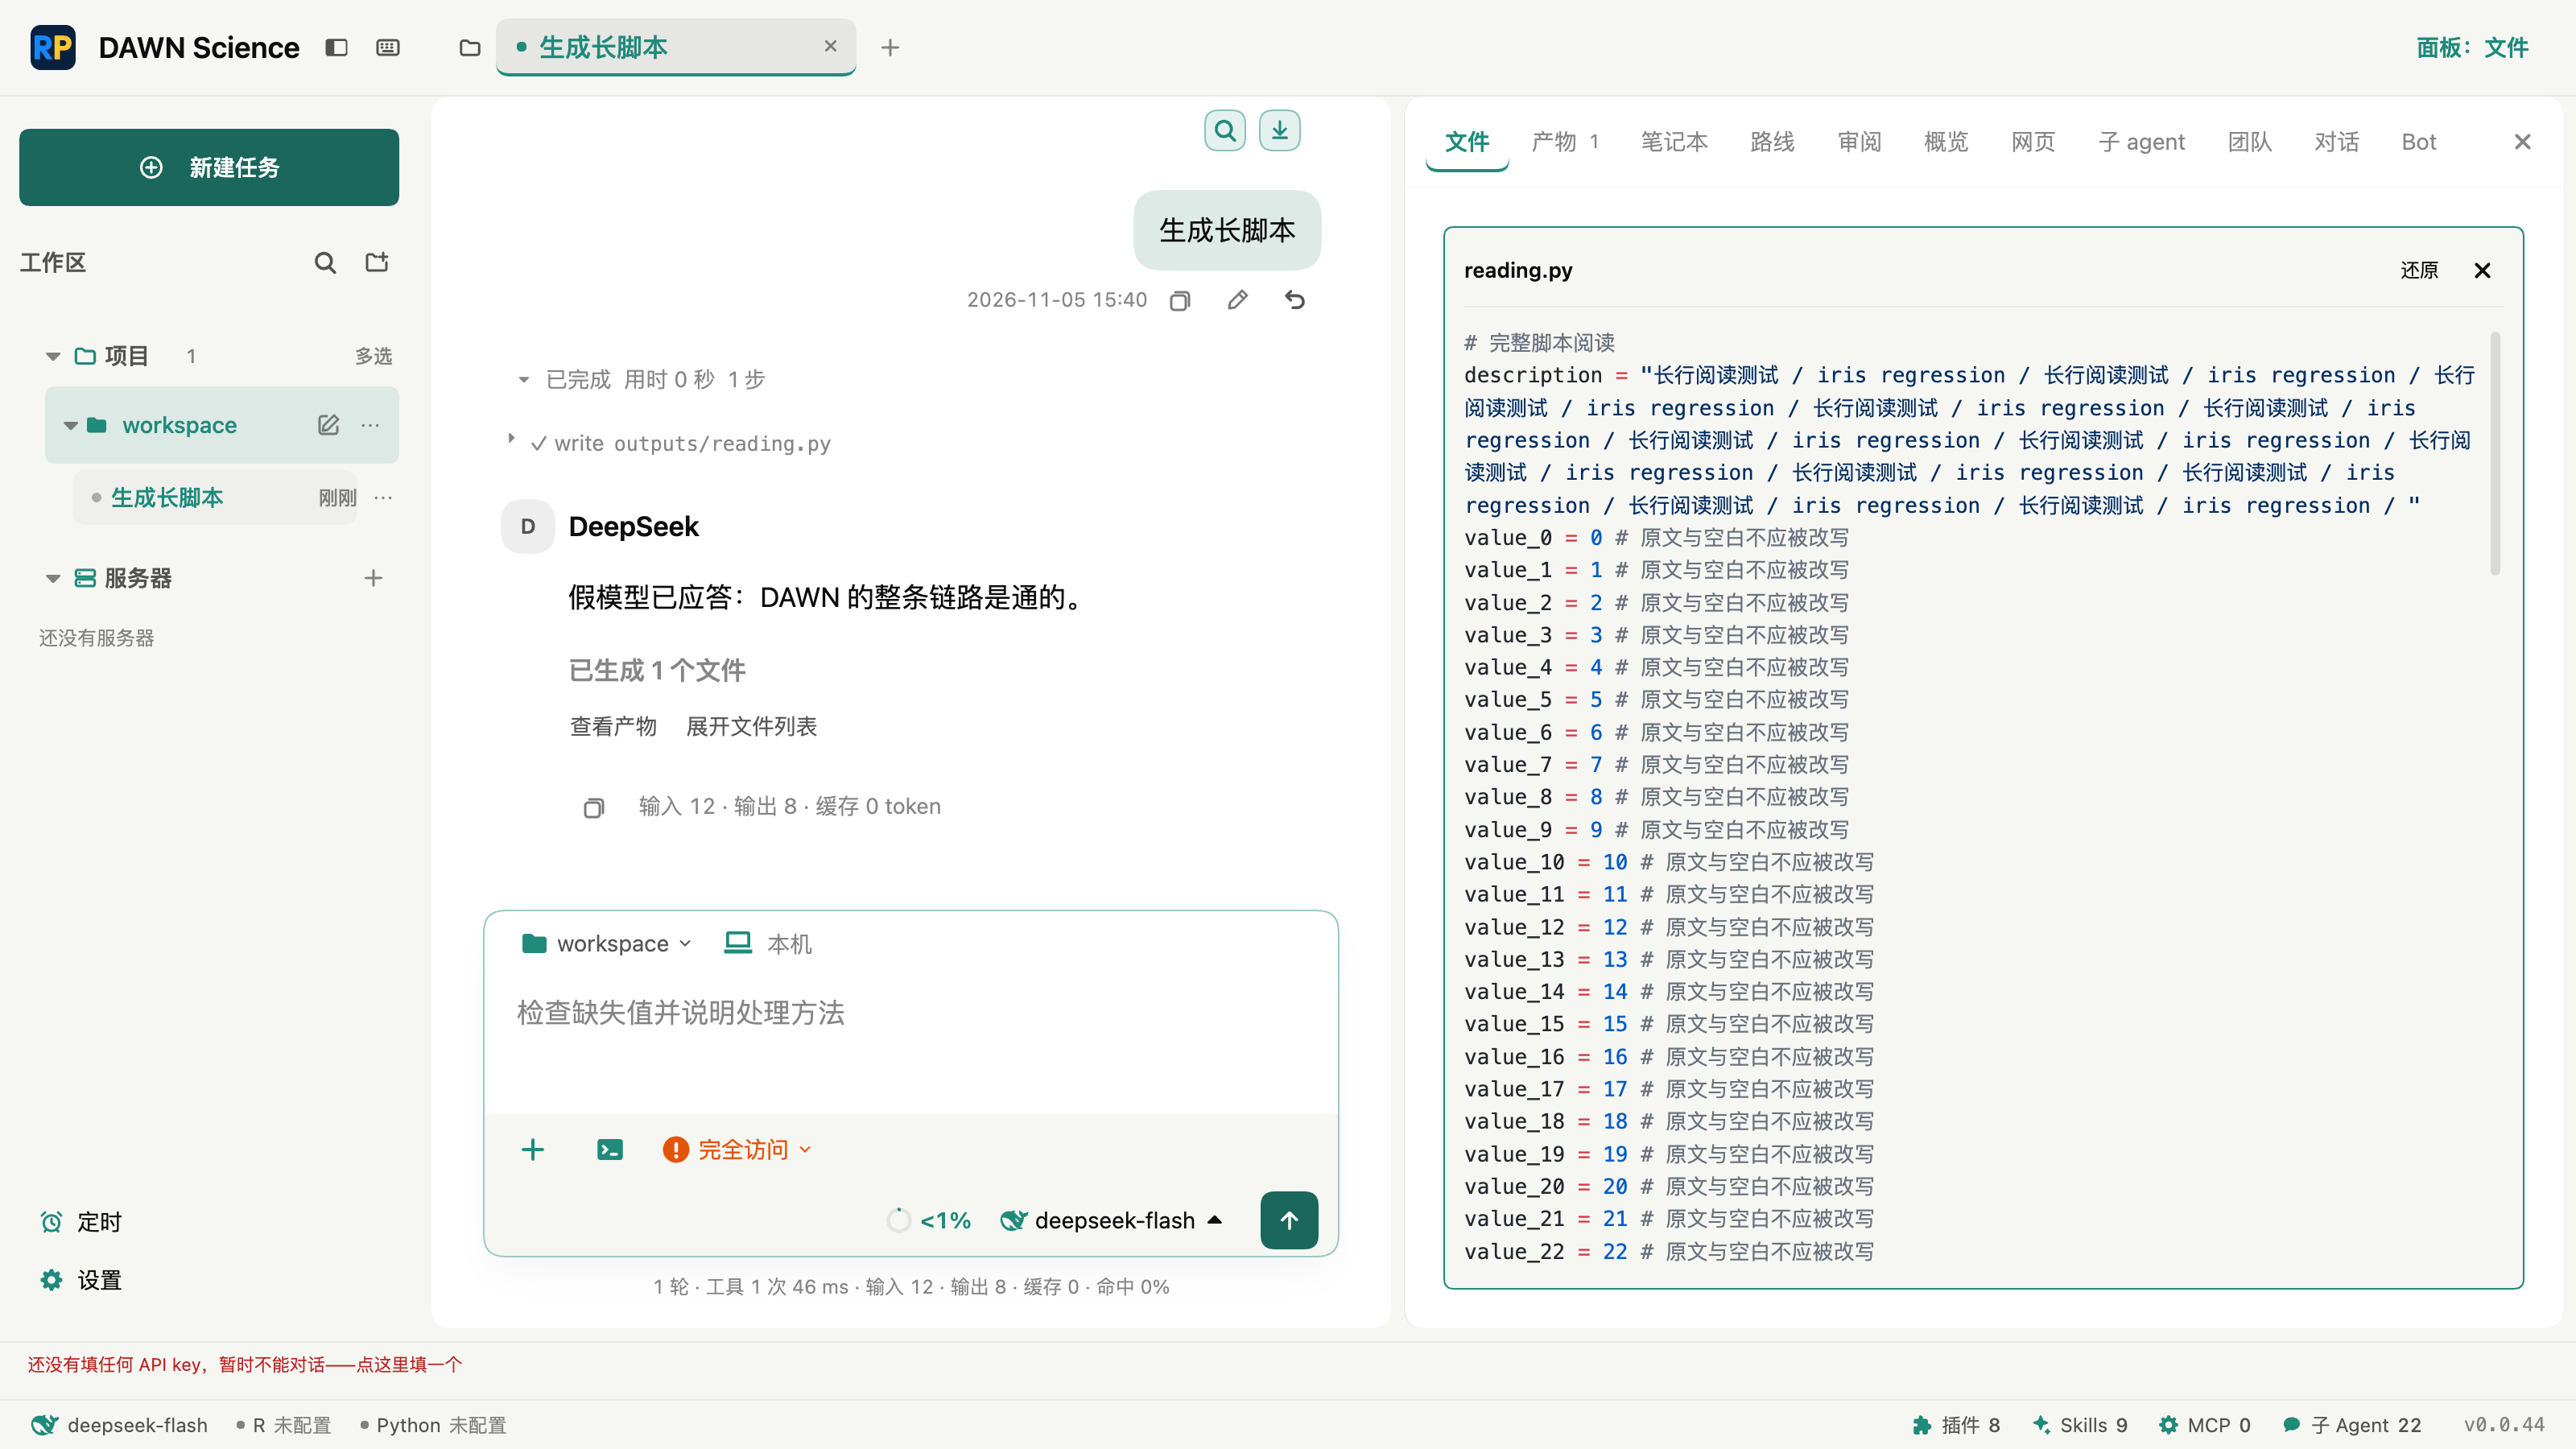 RP DAWN Science
生成长脚本
面板：文件
新建任务
工作区
项目 1 多选
workspace
生成长脚本 刚刚
服务器
还没有服务器
定时
设置
生成长脚本
2026-11-05 15:40
已完成 用时 0 秒 1 步
write outputs/reading.py
D DeepSeek
假模型已应答：DAWN 的整条链路是通的。
已生成 1 个文件
查看产物 展开文件列表
输入 12 · 输出 8 · 缓存 0 token
workspace 本机
检查缺失值并说明处理方法
完全访问
<1% deepseek-flash
1 轮 · 工具 1 次 46 ms · 输入 12 · 输出 8 · 缓存 0 · 命中 0%
文件 产物 1 笔记本 路线 审阅 概览 网页 子 agent 团队 对话 Bot
reading.py 还原
# 完整脚本阅读
description = "长行阅读测试 / iris regression / 长行阅读测试 / iris regression / 长行
阅读测试 / iris regression / 长行阅读测试 / iris regression / 长行阅读测试 / iris
regression / 长行阅读测试 / iris regression / 长行阅读测试 / iris regression / 长行阅
读测试 / iris regression / 长行阅读测试 / iris regression / 长行阅读测试 / iris
regression / 长行阅读测试 / iris regression / 长行阅读测试 / iris regression / "
value_0 = 0 # 原文与空白不应被改写
value_1 = 1 # 原文与空白不应被改写
value_2 = 2 # 原文与空白不应被改写
value_3 = 3 # 原文与空白不应被改写
value_4 = 4 # 原文与空白不应被改写
value_5 = 5 # 原文与空白不应被改写
value_6 = 6 # 原文与空白不应被改写
value_7 = 7 # 原文与空白不应被改写
value_8 = 8 # 原文与空白不应被改写
value_9 = 9 # 原文与空白不应被改写
value_10 = 10 # 原文与空白不应被改写
value_11 = 11 # 原文与空白不应被改写
value_12 = 12 # 原文与空白不应被改写
value_13 = 13 # 原文与空白不应被改写
value_14 = 14 # 原文与空白不应被改写
value_15 = 15 # 原文与空白不应被改写
value_16 = 16 # 原文与空白不应被改写
value_17 = 17 # 原文与空白不应被改写
value_18 = 18 # 原文与空白不应被改写
value_19 = 19 # 原文与空白不应被改写
value_20 = 20 # 原文与空白不应被改写
value_21 = 21 # 原文与空白不应被改写
value_22 = 22 # 原文与空白不应被改写
还没有填任何 API key，暂时不能对话——点这里填一个
deepseek-flash R 未配置 Python 未配置
插件 8 Skills 9 MCP 0 子 Agent 22 v0.0.44